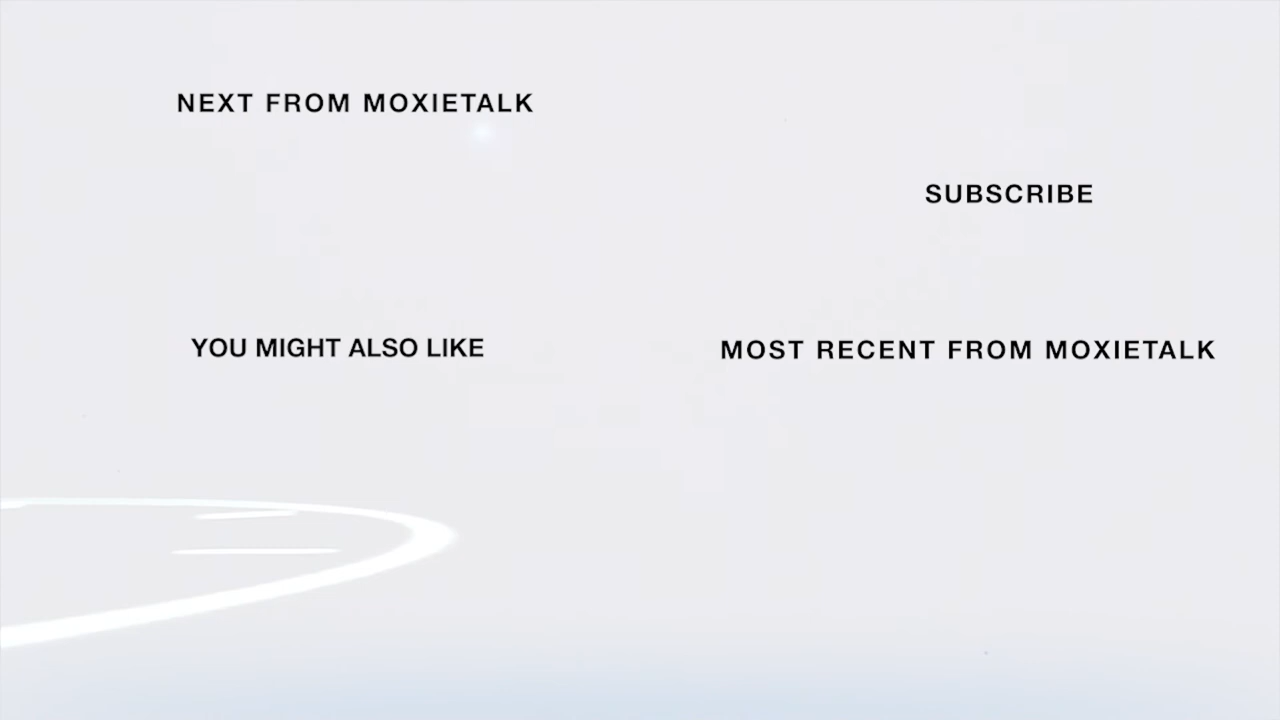 NEXT FROM MOXIETALK
SUBSCRIBE
YOU MIGHT ALSO LIKE
MOST RECENT FROM MOXIETALK